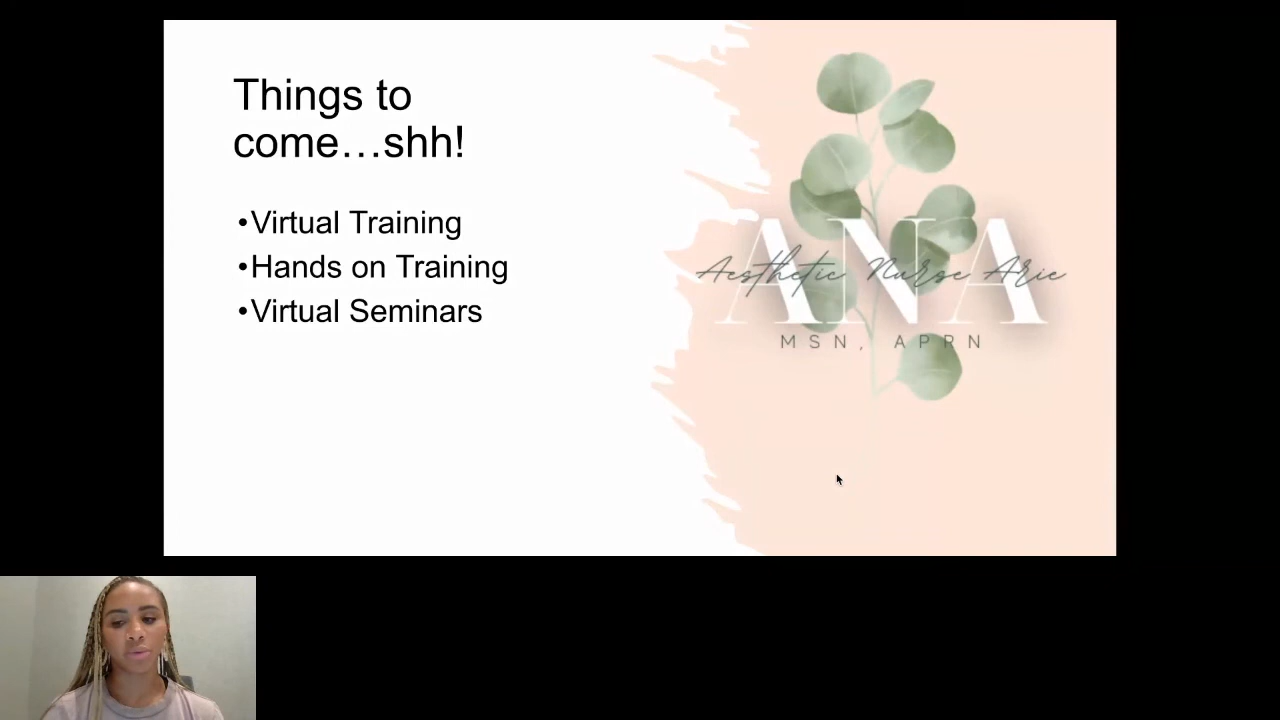 Things to
come…shh!
•Virtual Training
•Hands on Training
•Virtual Seminars
ANA
Aesthetic Nurse Arie
MSN, APRN